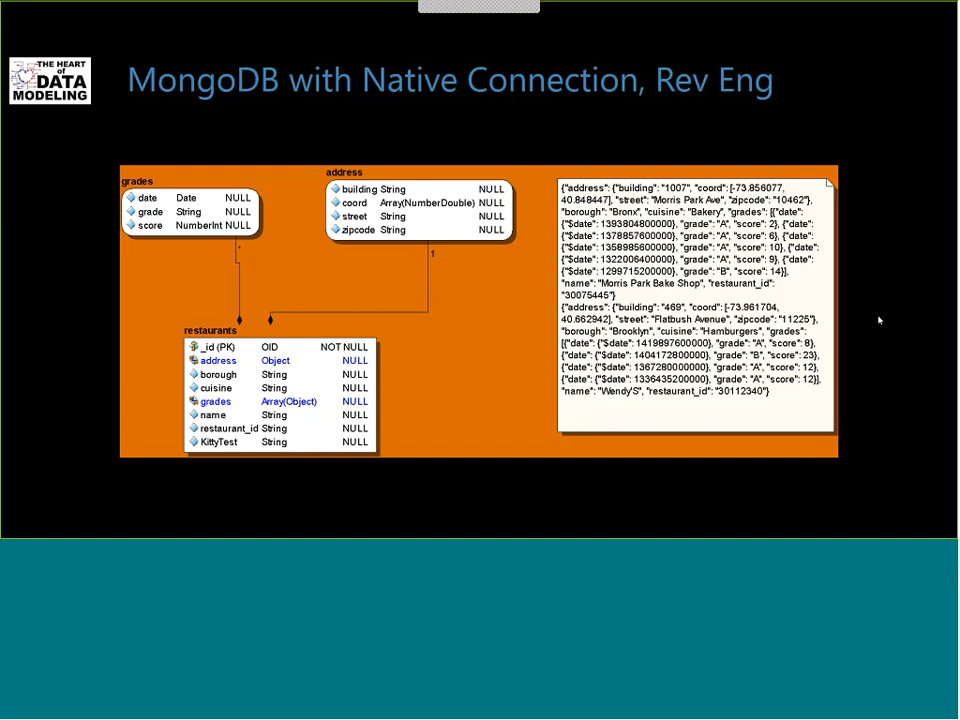 THE HEART
of
DATA
MODELING
MongoDB with Native Connection, Rev Eng
grades
date Date NULL
grade String NULL
score NumberInt NULL
address
building String NULL
coord Array(NumberDouble) NULL
street String NULL
zipcode String NULL
*
1
restaurants
_id (PK) OID NOT NULL
address Object NULL
borough String NULL
cuisine String NULL
grades Array(Object) NULL
name String NULL
restaurant_id String NULL
KittyTest String NULL
{"address": {"building": "1007", "coord": [-73.856077,
40.848447], "street": "Morris Park Ave", "zipcode": "10462"},
"borough": "Bronx", "cuisine": "Bakery", "grades": [{"date":
{"$date": 1393804800000}, "grade": "A", "score": 2}, {"date":
{"$date": 1378857600000}, "grade": "A", "score": 6}, {"date":
{"$date": 1358985600000}, "grade": "A", "score": 10}, {"date":
{"$date": 1322006400000}, "grade": "A", "score": 9}, {"date":
{"$date": 1299715200000}, "grade": "B", "score": 14}],
"name": "Morris Park Bake Shop", "restaurant_id":
"30075445"}
{"address": {"building": "469", "coord": [-73.961704,
40.662942], "street": "Flatbush Avenue", "zipcode": "11225"},
"borough": "Brooklyn", "cuisine": "Hamburgers", "grades":
[{"date": {"$date": 1419897600000}, "grade": "A", "score": 8},
{"date": {"$date": 1404172800000}, "grade": "B", "score": 23},
{"date": {"$date": 1367280000000}, "grade": "A", "score": 12},
{"date": {"$date": 1336435200000}, "grade": "A", "score": 12}],
"name": "Wendy'S", "restaurant_id": "30112340"}